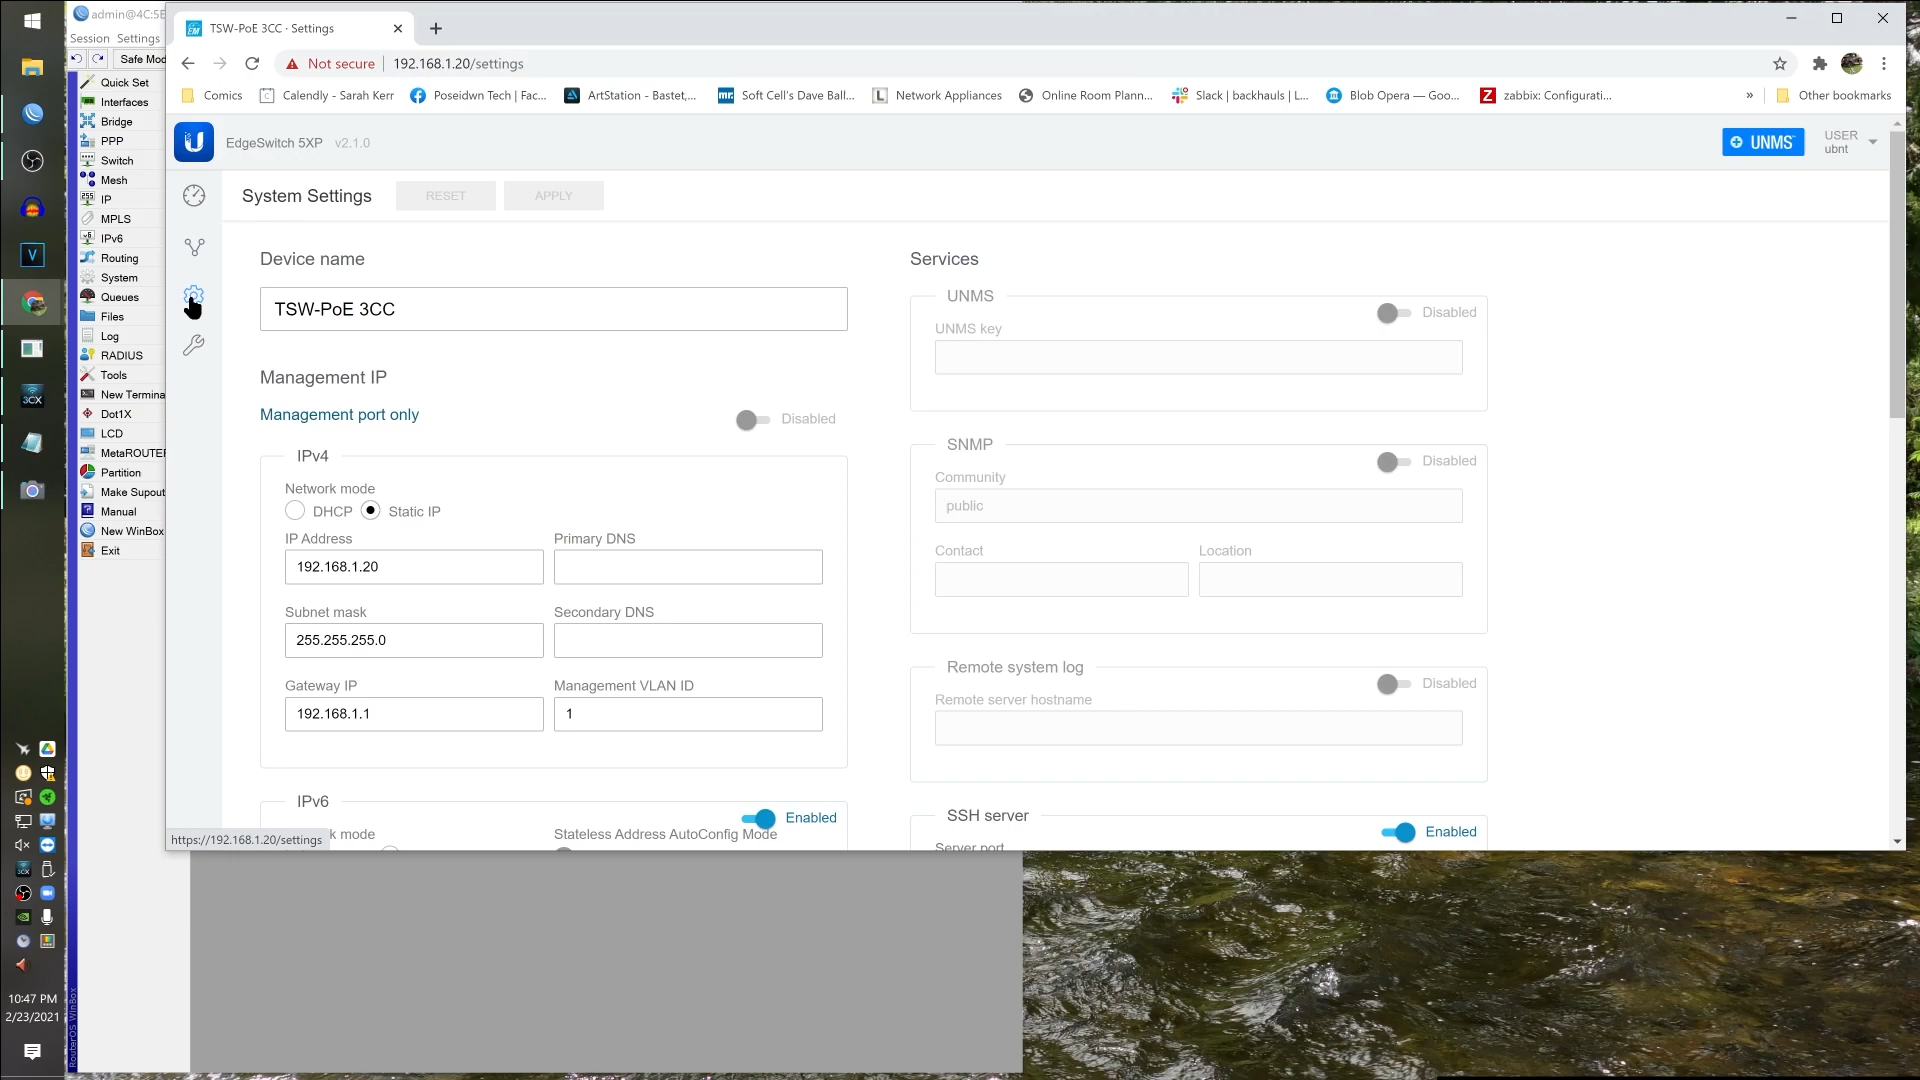 admin@4C:5E
Session Settings
Safe Mod
Quick Set
Interfaces
Bridge
PPP
Switch
Mesh
IP
MPLS
IPv6
Routing
System
Queues
Files
Log
RADIUS
Tools
New Termina
Dot1X
LCD
MetaROUTER
Partition
Make Supout
Manual
New WinBox
Exit
RouterOS WinBox
10:47 PM
2/23/2021
TSW-PoE 3CC · Settings
Not secure
192.168.1.20/settings
Comics
Calendly - Sarah Kerr
Poseidwn Tech | Fac...
ArtStation - Bastet,...
Soft Cell's Dave Ball...
Network Appliances
Online Room Plann...
Slack | backhauls | L...
Blob Opera — Goo...
zabbix: Configurati...
»
Other bookmarks
EdgeSwitch 5XP v2.1.0
UNMS
USER
ubnt
System Settings
RESET
APPLY
Device name
TSW-PoE 3CC
Management IP
Management port only
Disabled
IPv4
Network mode
DHCP
Static IP
IP Address
Primary DNS
192.168.1.20
Subnet mask
Secondary DNS
255.255.255.0
Gateway IP
Management VLAN ID
192.168.1.1
1
IPv6
Enabled
k mode
Stateless Address AutoConfig Mode
https://192.168.1.20/settings
Services
UNMS
Disabled
UNMS key
SNMP
Disabled
Community
public
Contact
Location
Remote system log
Disabled
Remote server hostname
SSH server
Enabled
Server port